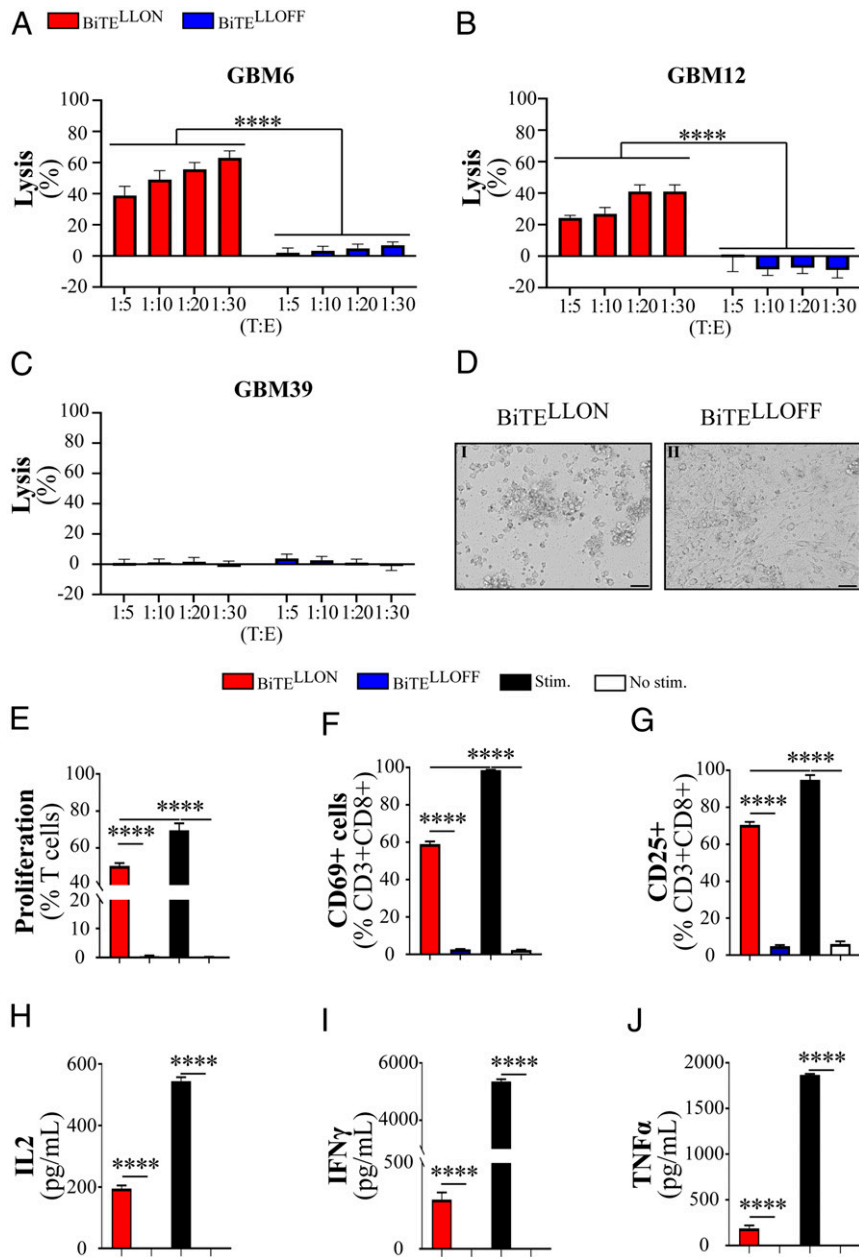 A
BiTE^LLON BiTE^LLOFF
GBM6
****
Lysis
(%)
100
80
60
40
20
0
-20
1:5 1:10 1:20 1:30 1:5 1:10 1:20 1:30
(T:E)
B
GBM12
****
Lysis
(%)
100
80
60
40
20
0
-20
1:5 1:10 1:20 1:30 1:5 1:10 1:20 1:30
(T:E)
C
GBM39
Lysis
(%)
100
80
60
40
20
0
-20
1:5 1:10 1:20 1:30 1:5 1:10 1:20 1:30
(T:E)
D
BiTE^LLON BiTE^LLOFF
I II
BiTE^LLON BiTE^LLOFF Stim. No stim.
E
Proliferation
(% T cells)
100
80
60
40
20
0
****
****
F
CD69+ cells
(% CD3+CD8+)
100
80
60
40
20
0
****
****
G
CD25+
(% CD3+CD8+)
100
80
60
40
20
0
****
****
H
IL2
(pg/mL)
600
400
200
0
****
****
I
IFNγ
(pg/mL)
6000
4000
500
0
****
****
J
TNFα
(pg/mL)
2000
1500
1000
500
0
****
****